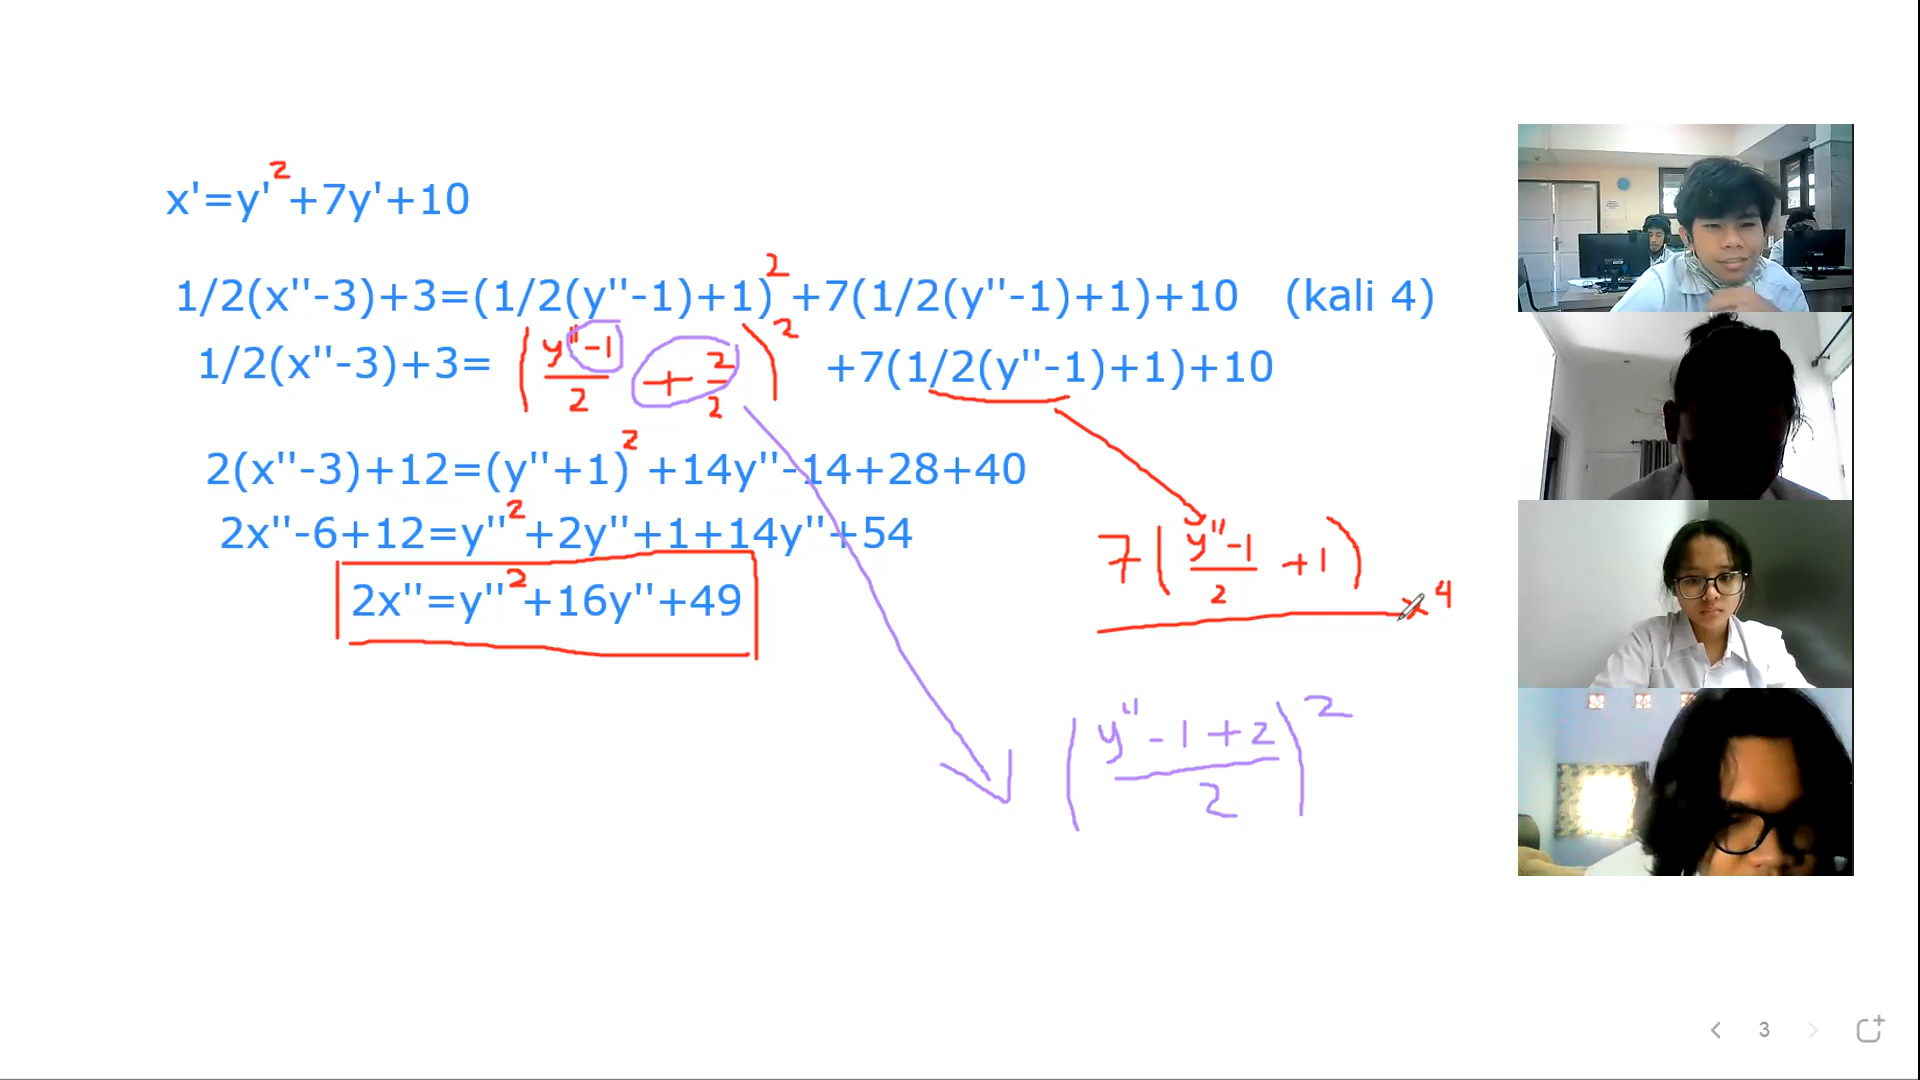 x'=y'²+7y'+10
1/2(x''-3)+3=(1/2(y''-1)+1)²+7(1/2(y''-1)+1)+10 (kali 4)
1/2(x''-3)+3= (y''-1/2 + 2/2)² +7(1/2(y''-1)+1)+10
2(x''-3)+12=(y''+1)²+14y''-14+28+40
2x''-6+12=y''²+2y''+1+14y''+54
2x''=y''²+16y''+49
7(y''-1/2 +1)
x4
(y''-1+2/2)²
3